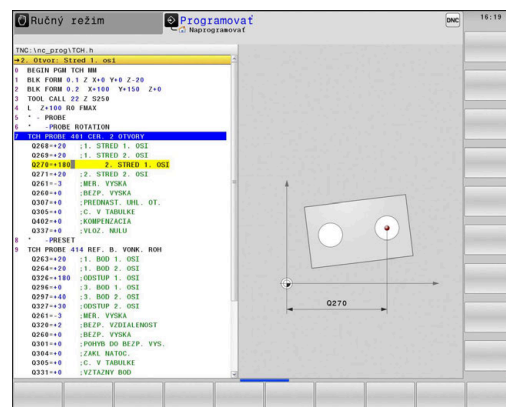 Ručný režim
Programovať
Naprogramovať
DNC
16:19
TNC:\nc_prog\TCH.h
→2. Otvor: Stred 1. osi
0 BEGIN PGM TCH MM
1 BLK FORM 0.1 Z X+0 Y+0 Z-20
2 BLK FORM 0.2 X+100 Y+150 Z+0
3 TOOL CALL 22 Z S250
4 L Z+100 R0 FMAX
5 * - PROBE
6 * -PROBE ROTATION
7 TCH PROBE 401 CER. 2 OTVORY
Q268=+20 ;1. STRED 1. OSI
Q269=+20 ;1. STRED 2. OSI
Q270=+180 2. STRED 1. OSI
Q271=+20 ;2. STRED 2. OSI
Q261=-3 ;MER. VYSKA
Q260=+0 ;BEZP. VYSKA
Q307=+0 ;PREDNAST. UHL. OT.
Q305=+0 ;C. V TABULKE
Q402=+0 ;KOMPENZACIA
Q337=+0 ;VLOZ. NULU
8 * -PRESET
9 TCH PROBE 414 REF. B. VONK. ROH
Q263=+20 ;1. BOD 1. OSI
Q264=+20 ;1. BOD 2. OSI
Q326=+180 ;ODSTUP 1. OSI
Q296=+0 ;3. BOD 1. OSI
Q297=+40 ;3. BOD 2. OSI
Q327=+30 ;ODSTUP 2. OSI
Q261=-3 ;MER. VYSKA
Q320=+2 ;BEZP. VZDIALENOST
Q260=+0 ;BEZP. VYSKA
Q301=+0 ;POHYB DO BEZP. VYS.
Q304=+0 ;ZAKL NATOC.
Q305=+0 ;C. V TABULKE
Q331=+0 ;VZTAZNY BOD
Q270